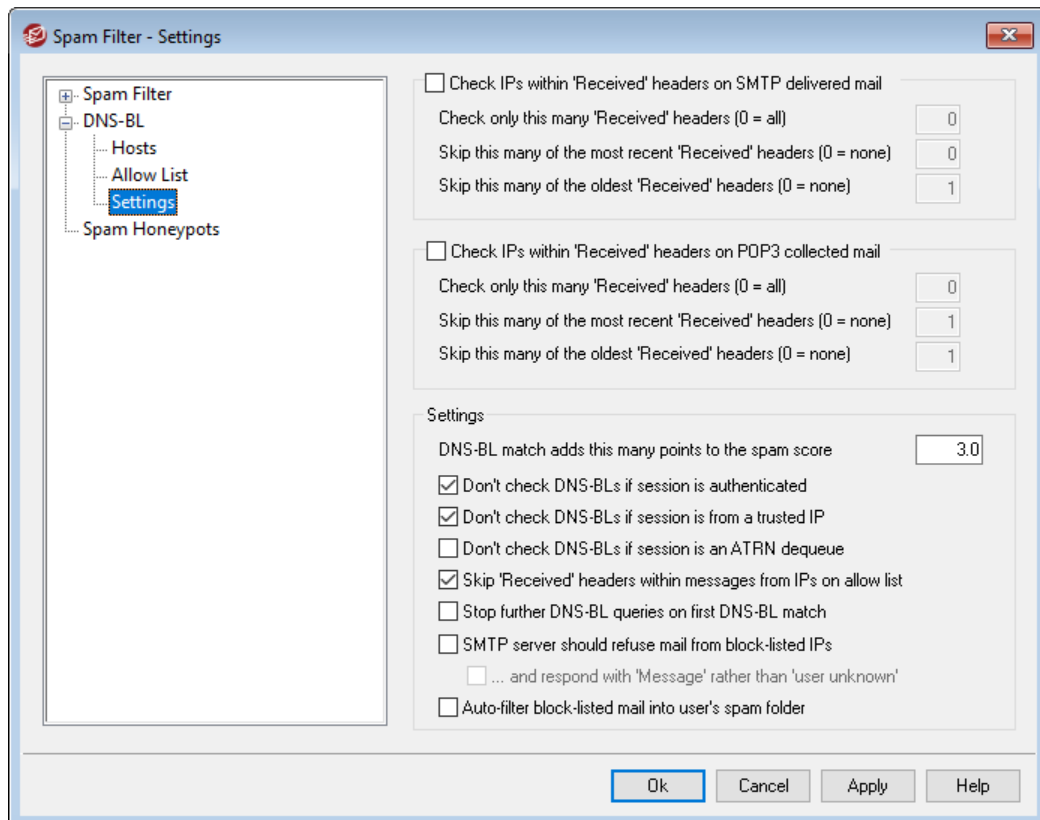 Spam Filter - Settings
Spam Filter
DNS-BL
Hosts
Allow List
Settings
Spam Honeypots
Check IPs within 'Received' headers on SMTP delivered mail
Check only this many 'Received' headers (0 = all) 0
Skip this many of the most recent 'Received' headers (0 = none) 0
Skip this many of the oldest 'Received' headers (0 = none) 1
Check IPs within 'Received' headers on POP3 collected mail
Check only this many 'Received' headers (0 = all) 0
Skip this many of the most recent 'Received' headers (0 = none) 1
Skip this many of the oldest 'Received' headers (0 = none) 1
Settings
DNS-BL match adds this many points to the spam score 3.0
Don't check DNS-BLs if session is authenticated
Don't check DNS-BLs if session is from a trusted IP
Don't check DNS-BLs if session is an ATRN dequeue
Skip 'Received' headers within messages from IPs on allow list
Stop further DNS-BL queries on first DNS-BL match
SMTP server should refuse mail from block-listed IPs
... and respond with 'Message' rather than 'user unknown'
Auto-filter block-listed mail into user's spam folder
Ok Cancel Apply Help